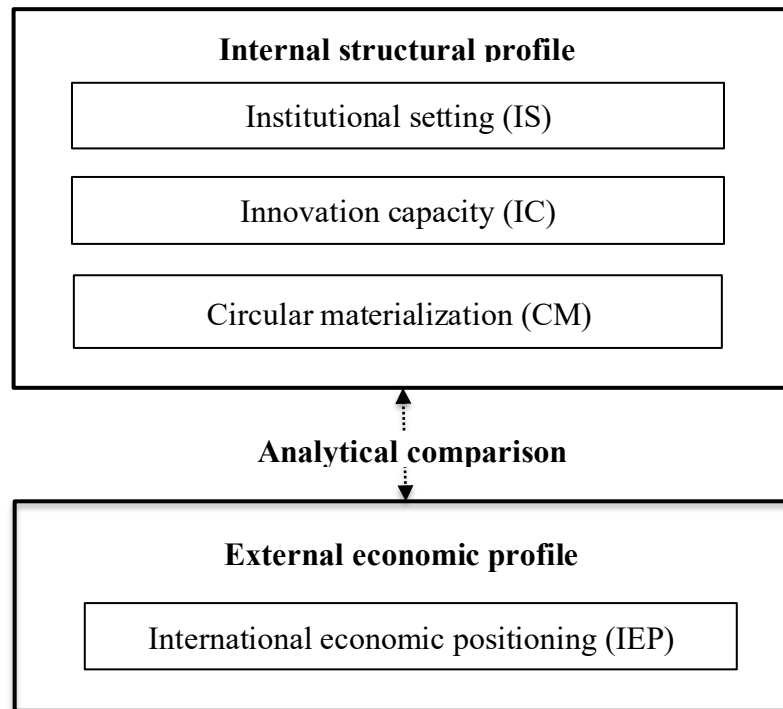 Internal structural profile
Institutional setting (IS)
Innovation capacity (IC)
Circular materialization (CM)
Analytical comparison
External economic profile
International economic positioning (IEP)